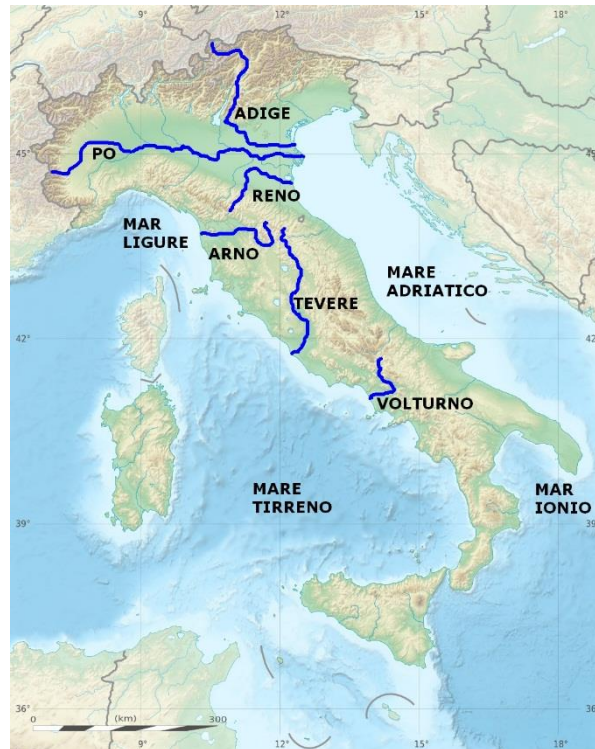 9°
12°
15°
18°
ADIGE
45°
PO
45
RENO
MAR
LIGURE
ARNO
MARE
ADRIATICO
TEVERE
42°
42
VOLTURNO
MARE
TIRRENO
MAR
IONIO
39°
39
36°
36
0
(km)
300
9°
12°
15°
18°